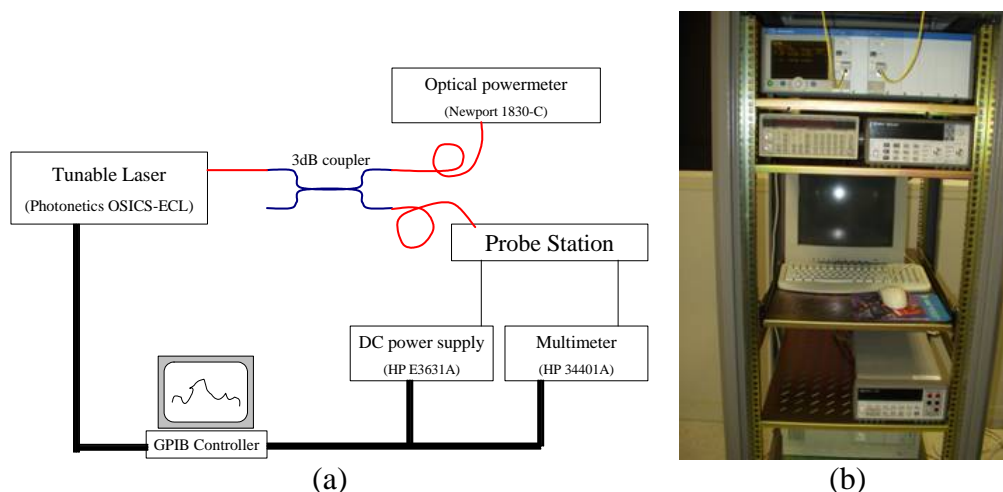 Optical powermeter
(Newport 1830-C)
3dB coupler
Tunable Laser
(Photonetics OSICS-ECL)
Probe Station
DC power supply
(HP E3631A)
Multimeter
(HP 34401A)
GPIB Controller
(a)
(b)